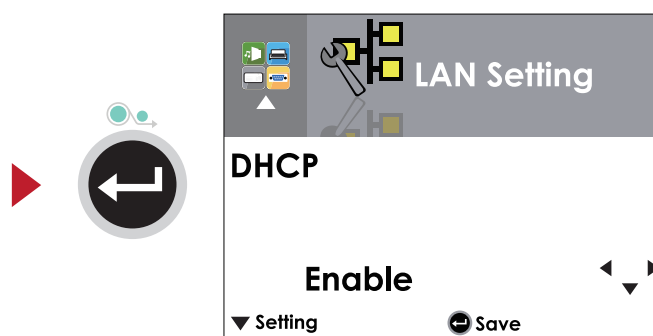 LAN Setting
DHCP
Enable
Setting
Save